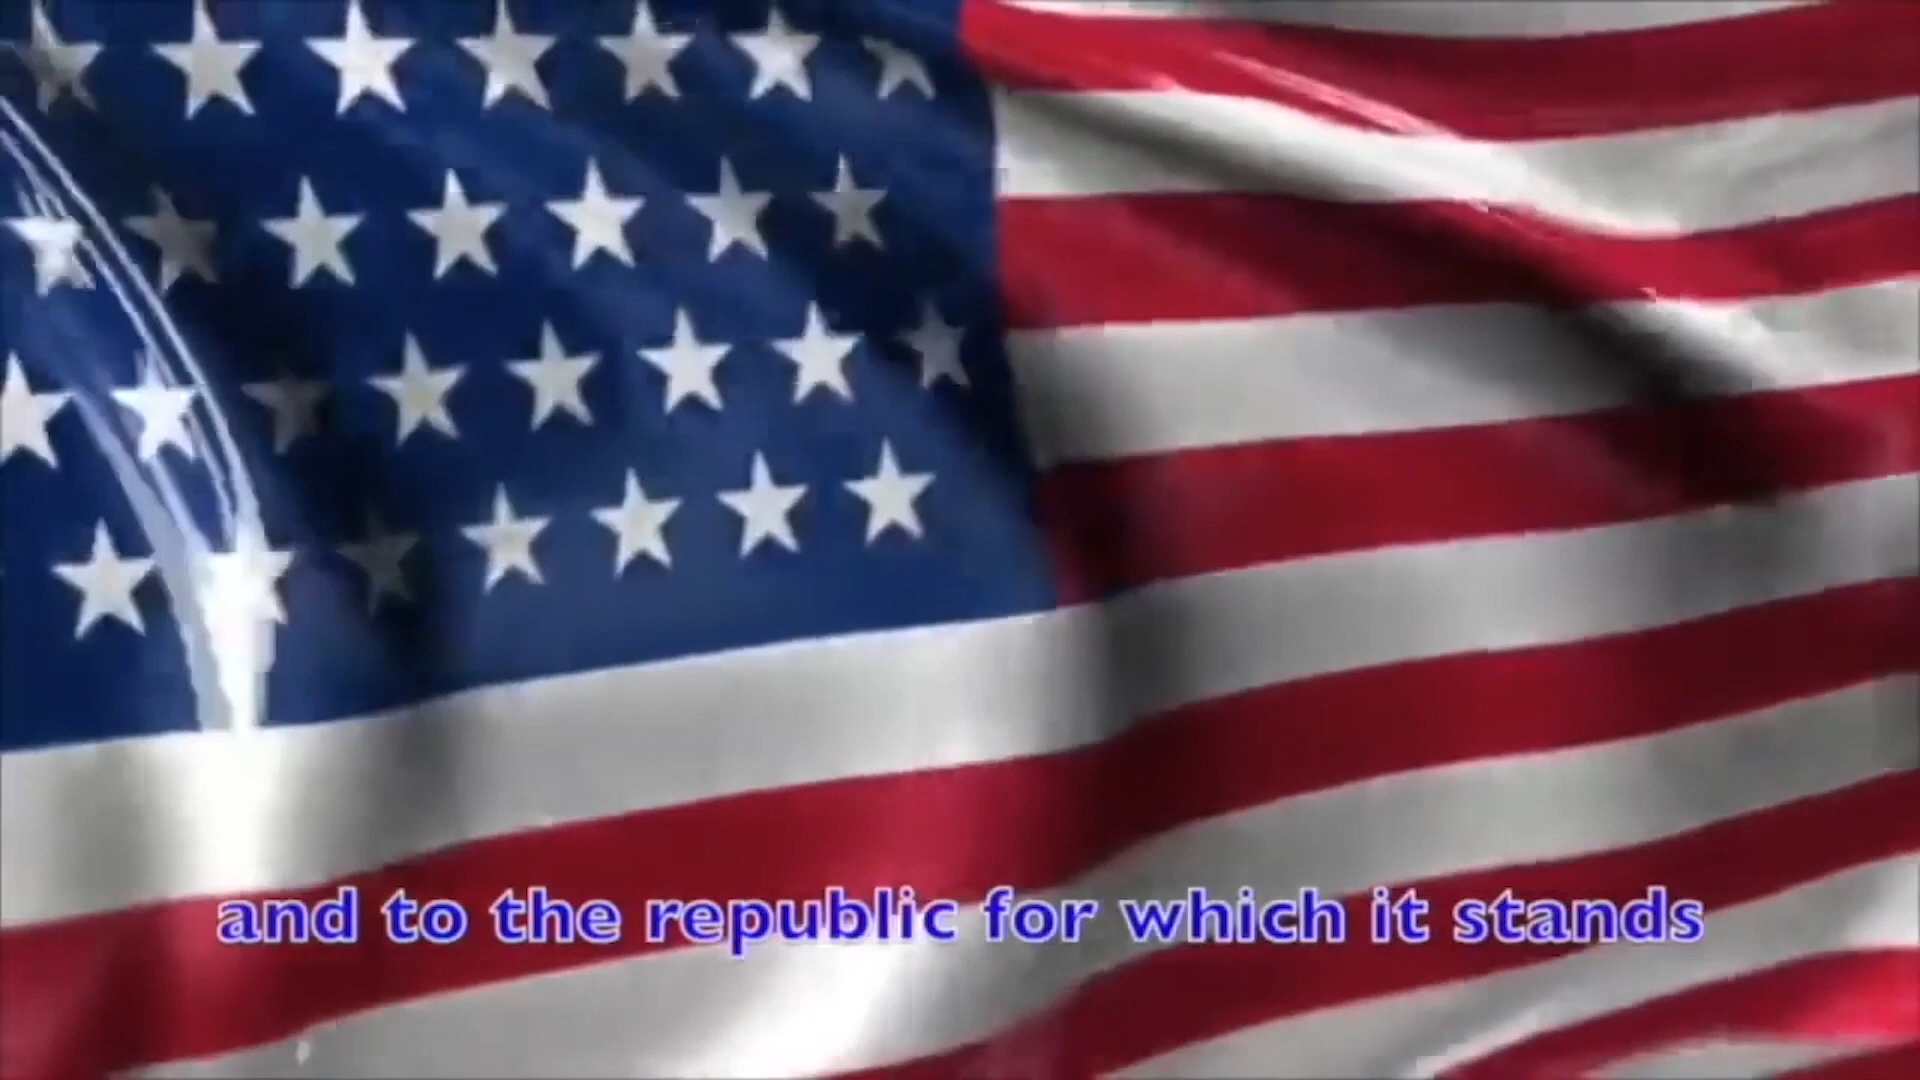 and to the republic for which it stands